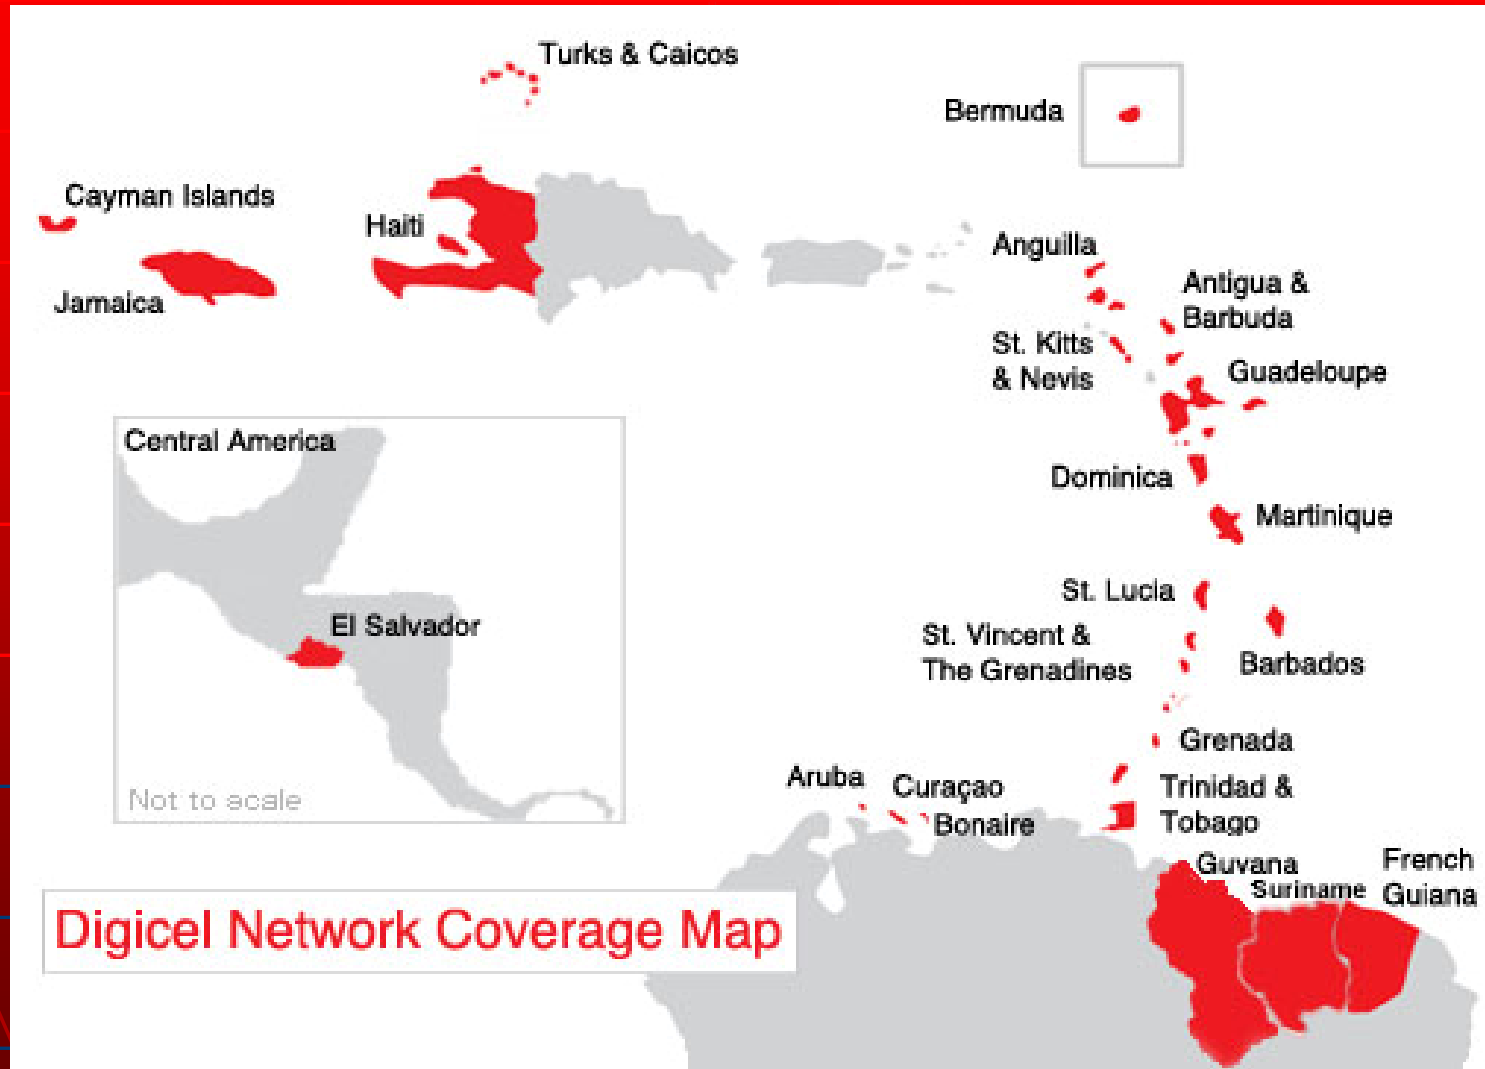 Turks & Caicos
Bermuda
Cayman Islands
Haiti
Anguilla
Jamaica
Antigua &
Barbuda
St. Kitts
& Nevis
Guadeloupe
Central America
Dominica
Martinique
St. Lucia
El Salvador
St. Vincent &
The Grenadines
Barbados
Grenada
Aruba
Curaçao
Bonaire
Trinidad &
Tobago
Not to scale
Guyana
Suriname
French
Guiana
Digicel Network Coverage Map